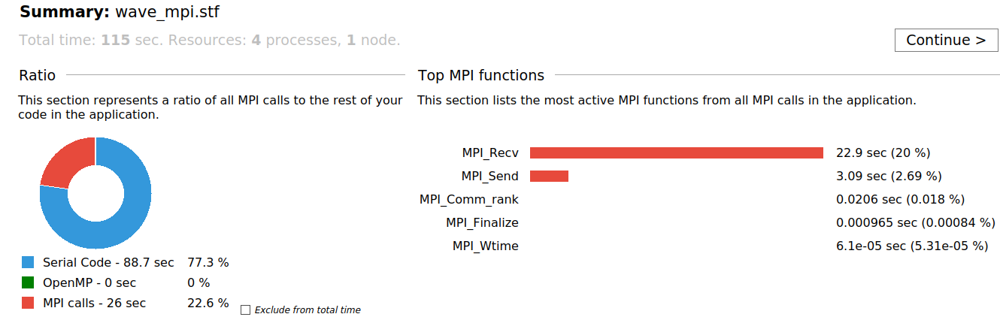 Summary: wave_mpi.stf
Total time: 115 sec. Resources: 4 processes, 1 node.
Continue >
Ratio
This section represents a ratio of all MPI calls to the rest of your
code in the application.
Serial Code - 88.7 sec 77.3 %
OpenMP - 0 sec 0 %
MPI calls - 26 sec 22.6 %
Exclude from total time
Top MPI functions
This section lists the most active MPI functions from all MPI calls in the application.
MPI_Recv 22.9 sec (20 %)
MPI_Send 3.09 sec (2.69 %)
MPI_Comm_rank 0.0206 sec (0.018 %)
MPI_Finalize 0.000965 sec (0.00084 %)
MPI_Wtime 6.1e-05 sec (5.31e-05 %)